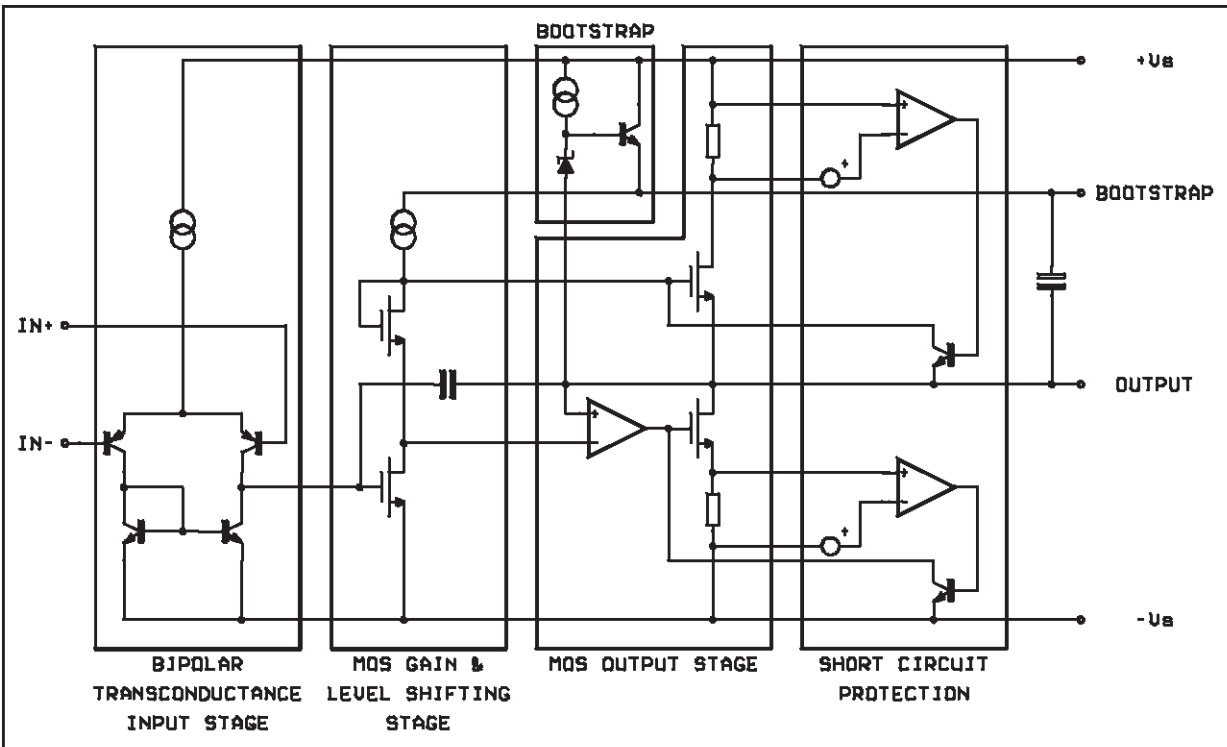 BOOTSTRAP
+Vs
+
BOOTSTRAP
IN+
OUTPUT
IN-
+
-
+
-Vs
BIPOLAR
TRANSCONDUCTANCE
INPUT STAGE
MOS GAIN &
LEVEL SHIFTING
STAGE
MOS OUTPUT STAGE
SHORT CIRCUIT
PROTECTION